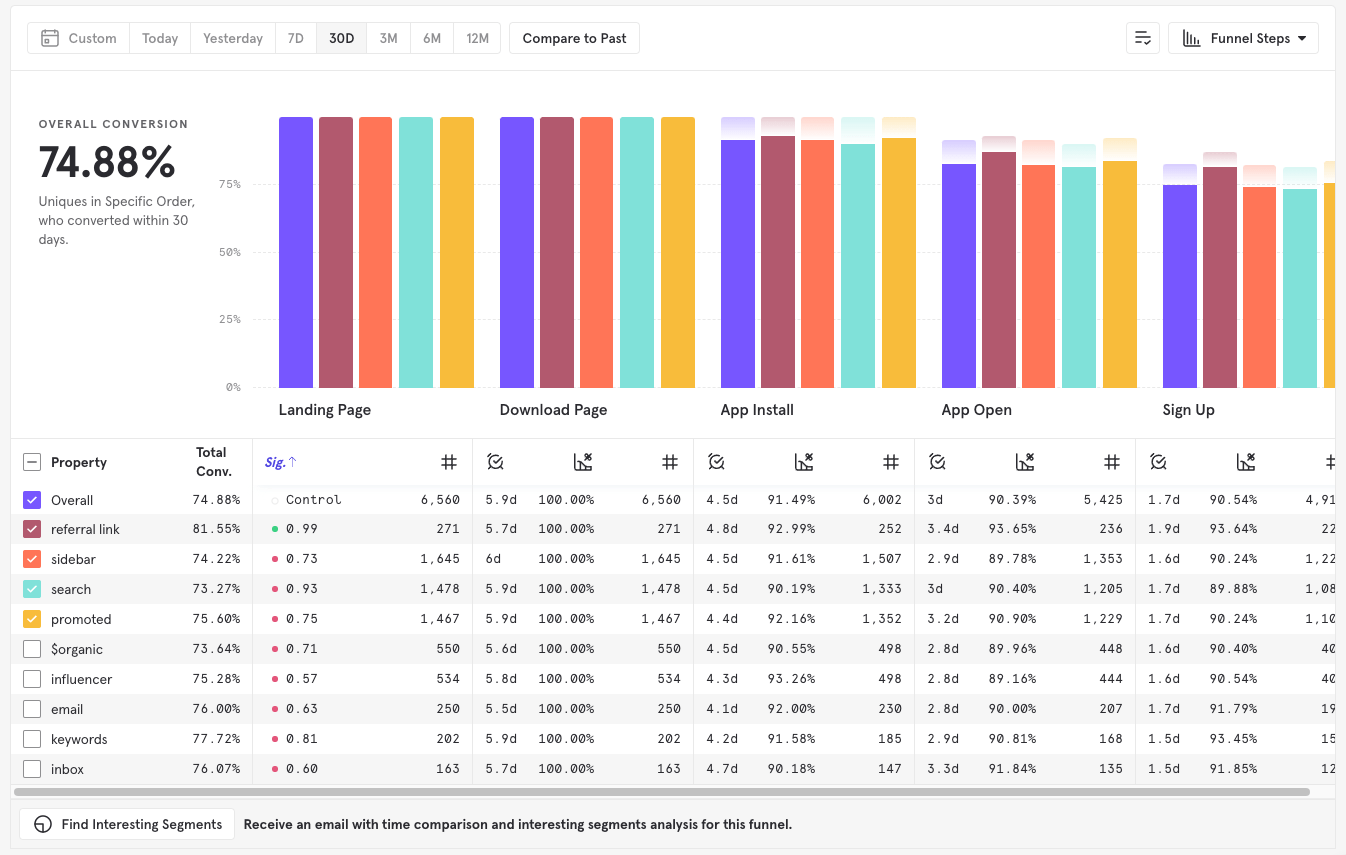 Custom Today Yesterday 7D 30D 3M 6M 12M Compare to Past Funnel Steps
OVERALL CONVERSION
74.88%
Uniques in Specific Order,
who converted within 30
days.
75%
50%
25%
0%
Landing Page Download Page App Install App Open Sign Up
Property Total Conv. Sig.↑ # # # # #
Overall 74.88% Control 6,560 5.9d 100.00% 6,560 4.5d 91.49% 6,002 3d 90.39% 5,425 1.7d 90.54% 4,91
referral link 81.55% 0.99 271 5.7d 100.00% 271 4.8d 92.99% 252 3.4d 93.65% 236 1.9d 93.64% 22
sidebar 74.22% 0.73 1,645 6d 100.00% 1,645 4.5d 91.61% 1,507 2.9d 89.78% 1,353 1.6d 90.24% 1,22
search 73.27% 0.93 1,478 5.9d 100.00% 1,478 4.5d 90.19% 1,333 3d 90.40% 1,205 1.7d 89.88% 1,08
promoted 75.60% 0.75 1,467 5.9d 100.00% 1,467 4.4d 92.16% 1,352 3.2d 90.90% 1,229 1.7d 90.24% 1,10
$organic 73.64% 0.71 550 5.6d 100.00% 550 4.5d 90.55% 498 2.8d 89.96% 448 1.6d 90.40% 40
influencer 75.28% 0.57 534 5.8d 100.00% 534 4.3d 93.26% 498 2.8d 89.16% 444 1.6d 90.54% 40
email 76.00% 0.63 250 5.5d 100.00% 250 4.1d 92.00% 230 2.8d 90.00% 207 1.7d 91.79% 19
keywords 77.72% 0.81 202 5.9d 100.00% 202 4.2d 91.58% 185 2.9d 90.81% 168 1.5d 93.45% 15
inbox 76.07% 0.60 163 5.7d 100.00% 163 4.7d 90.18% 147 3.3d 91.84% 135 1.5d 91.85% 12
Find Interesting Segments Receive an email with time comparison and interesting segments analysis for this funnel.